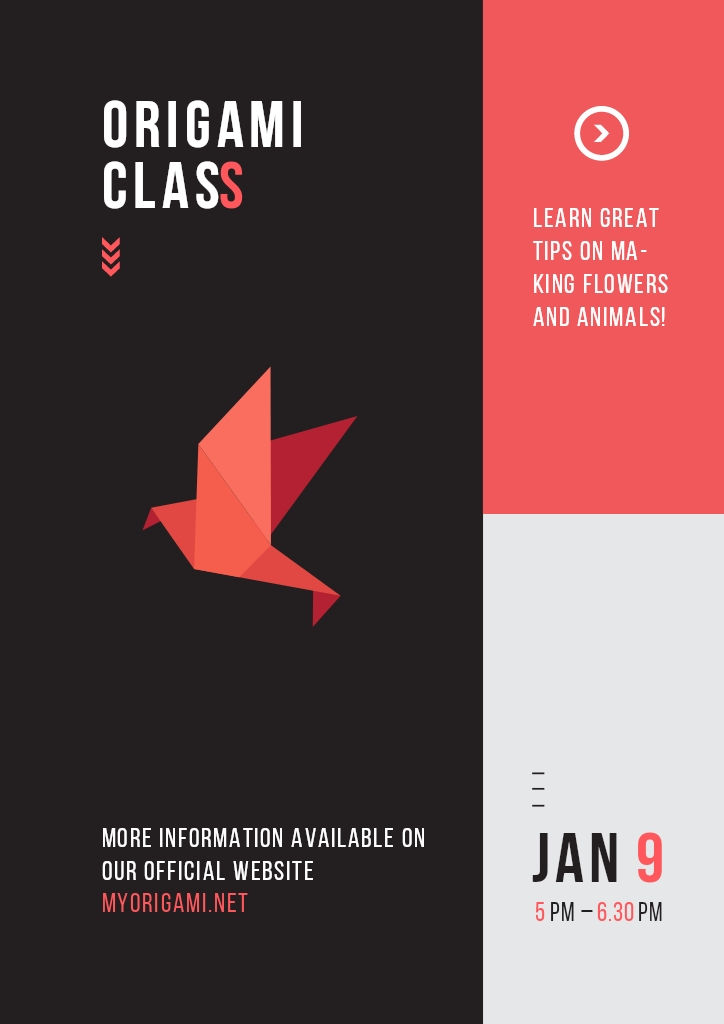 ORIGAMI
CLASS
LEARN GREAT
TIPS ON MA-
KING FLOWERS
AND ANIMALS!
MORE INFORMATION AVAILABLE ON
OUR OFFICIAL WEBSITE
MYORIGAMI.NET
JAN 9
5 PM – 6.30 PM